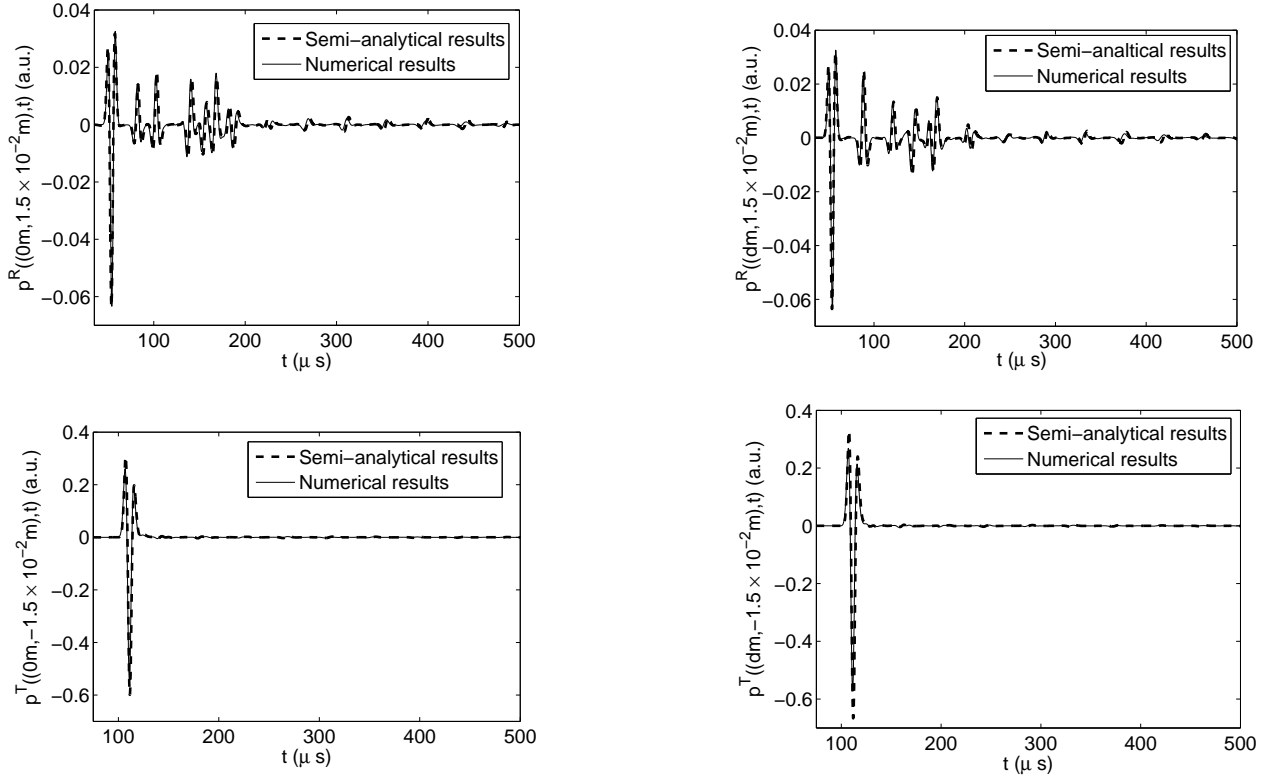 p^R((0m,1.5×10^−2m),t) (a.u.)
0.04
0.02
0
−0.02
−0.04
−0.06
Semi−analytical results
Numerical results
100 200 300 400 500
t (μ s)
p^R((dm,1.5×10^−2m),t) (a.u.)
0.04
0.02
0
−0.02
−0.04
−0.06
Semi−analtical results
Numerical results
100 200 300 400 500
t (μ s)
p^T((0m,−1.5×10^−2m),t) (a.u.)
0.4
0.2
0
−0.2
−0.4
−0.6
Semi−analytical results
Numerical results
100 200 300 400 500
t (μ s)
p^T((dm,−1.5×10^−2m),t) (a.u.)
0.4
0.2
0
−0.2
−0.4
−0.6
Semi−analytical results
Numerical results
100 200 300 400 500
t (μ s)